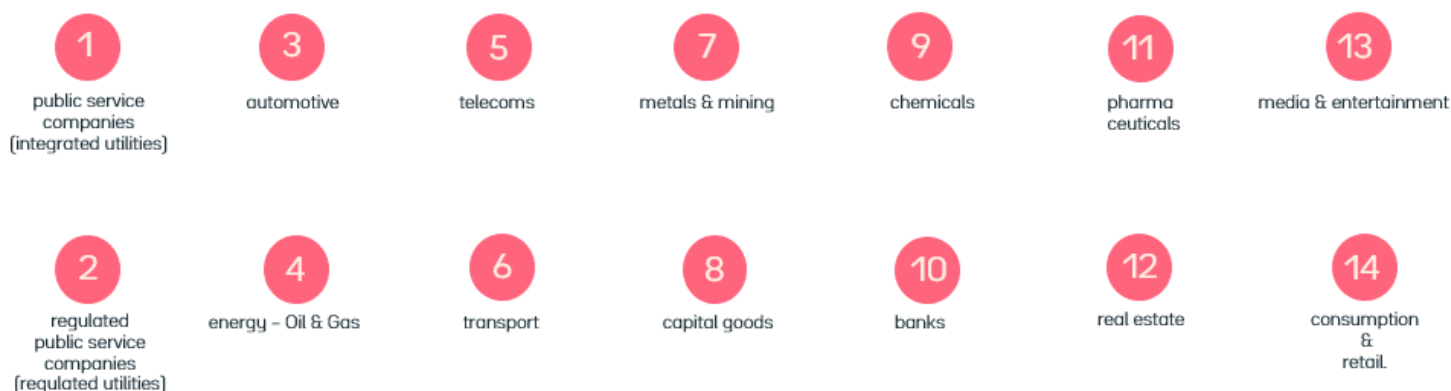 1
public service
companies
(integrated utilities)
3
automotive
5
telecoms
7
metals & mining
9
chemicals
11
pharma
ceuticals
13
media & entertainment
2
regulated
public service
companies
(regulated utilities)
4
energy – Oil & Gas
6
transport
8
capital goods
10
banks
12
real estate
14
consumption
&
retail.